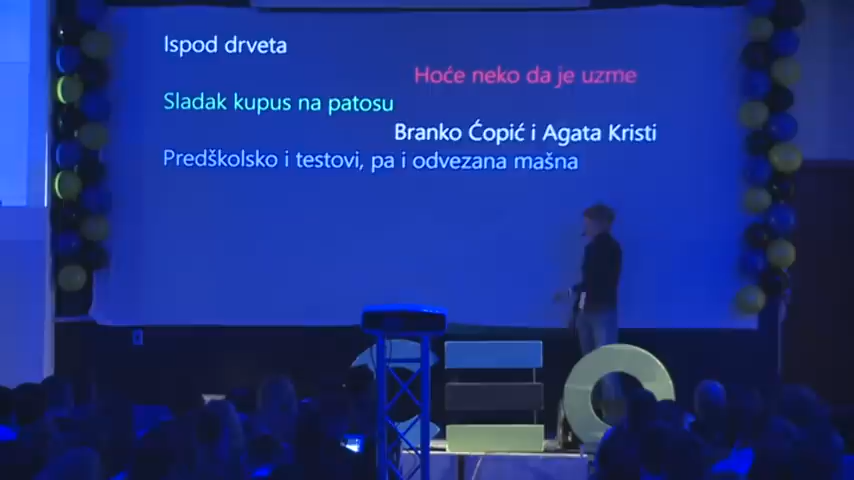 Ispod drveta
Hoće neko da je uzme
Sladak kupus na patosu
Branko Ćopić i Agata Kristi
Predškolsko i testovi, pa i odvezana mašna